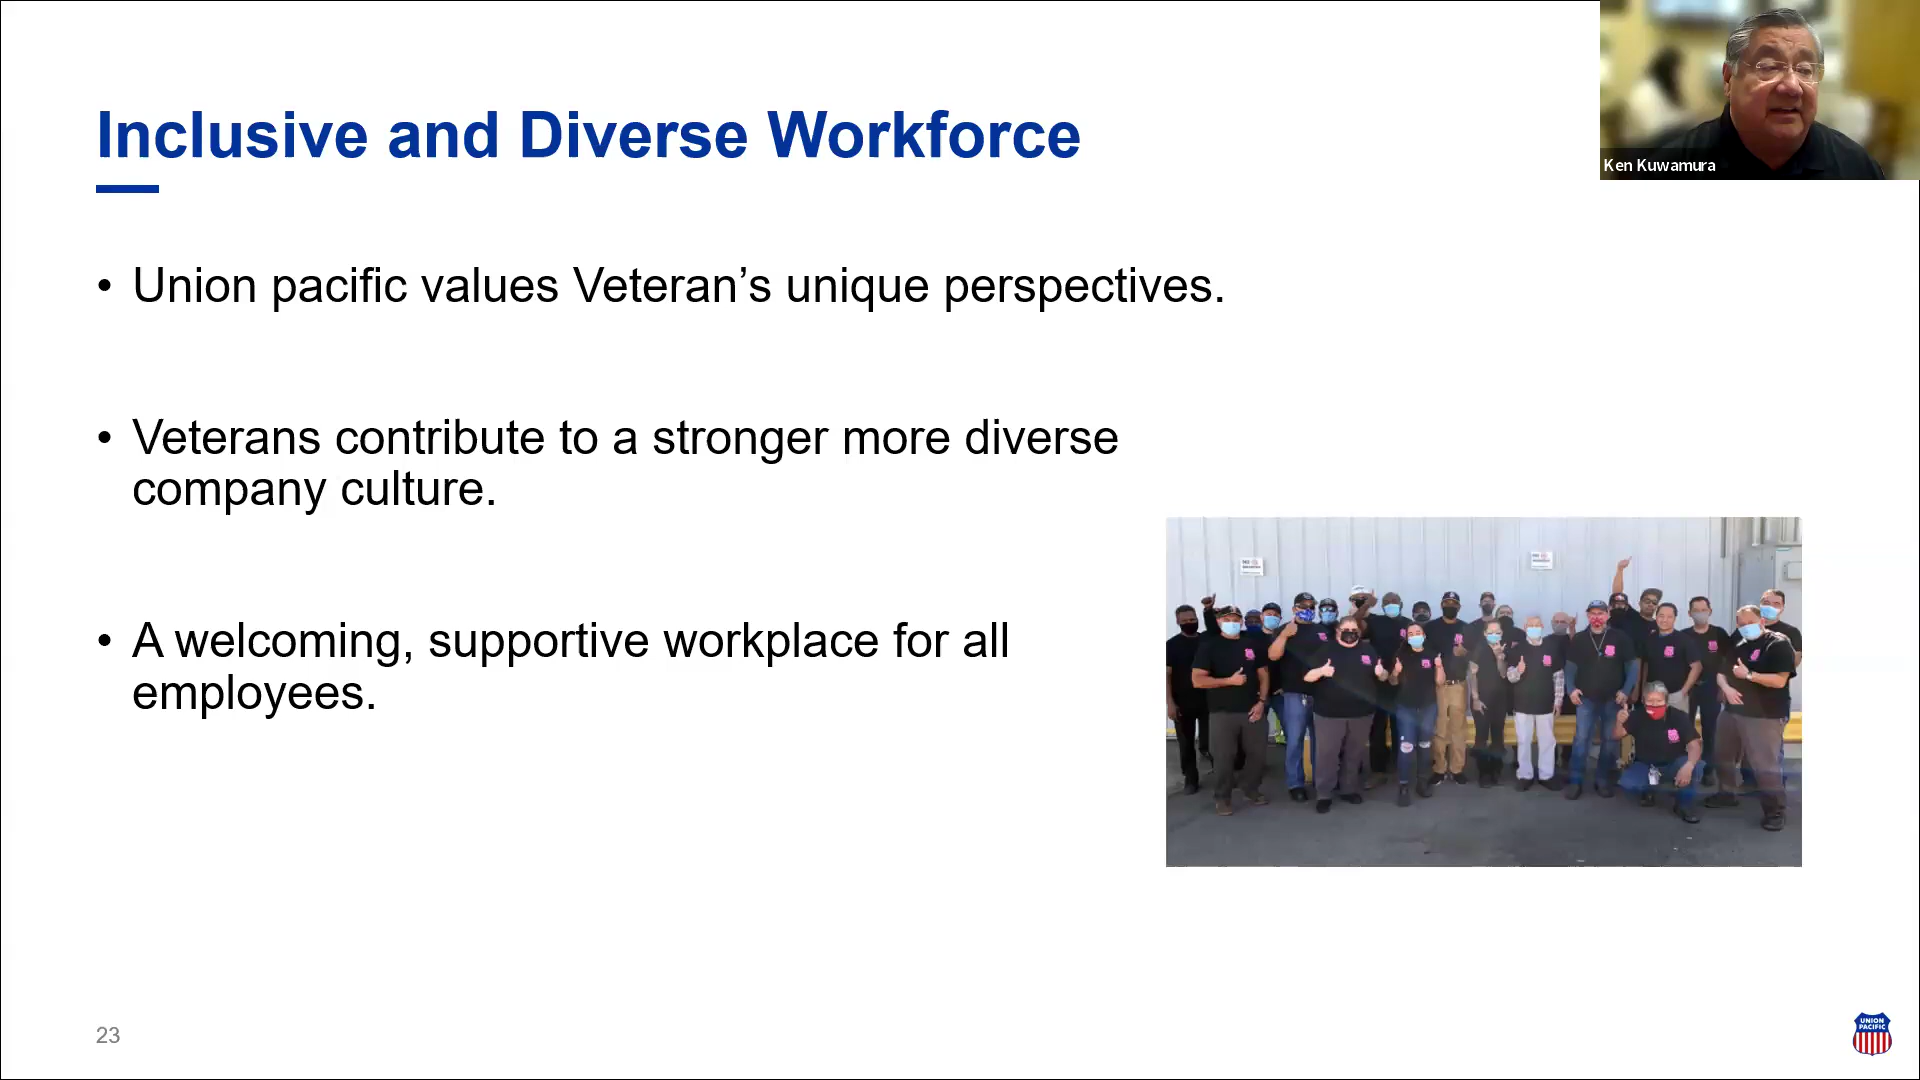 Inclusive and Diverse Workforce
Ken Kuwamura
• Union pacific values Veteran’s unique perspectives.
• Veterans contribute to a stronger more diverse
company culture.
• A welcoming, supportive workplace for all
employees.
23
UNION
PACIFIC